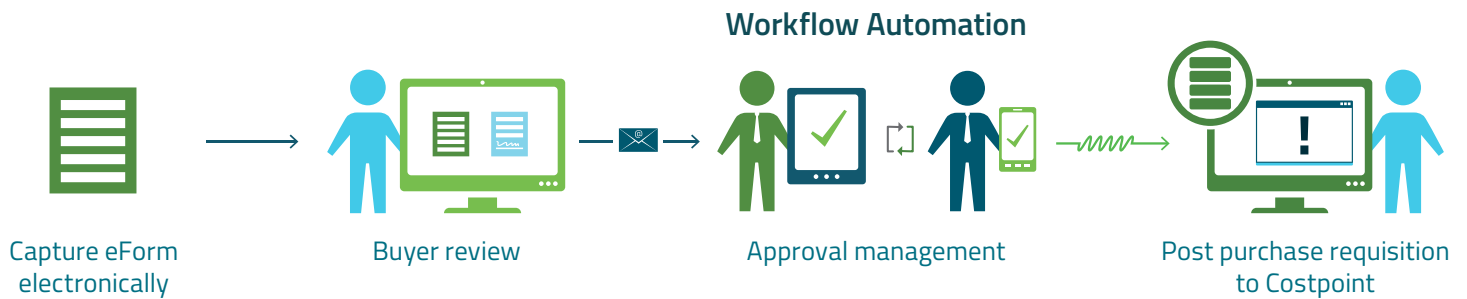 Workflow Automation
@
!
Capture eForm
electronically
Buyer review
Approval management
Post purchase requisition
to Costpoint